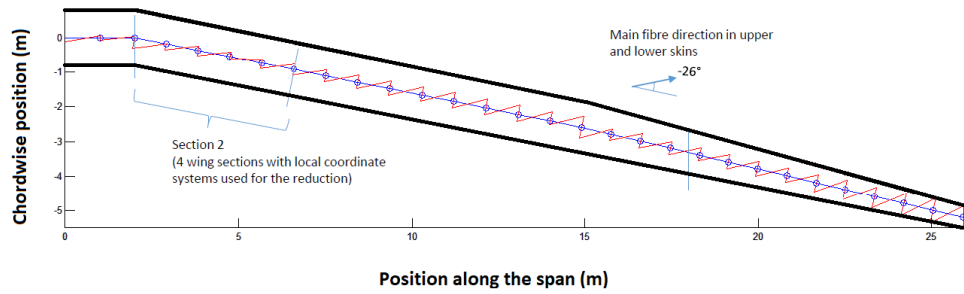 Main fibre direction in upper
and lower skins
-26°
Chordwise position (m)
0
-1
-2
-3
-4
-5
Section 2
(4 wing sections with local coordinate
systems used for the reduction)
0
5
10
15
20
25
Position along the span (m)